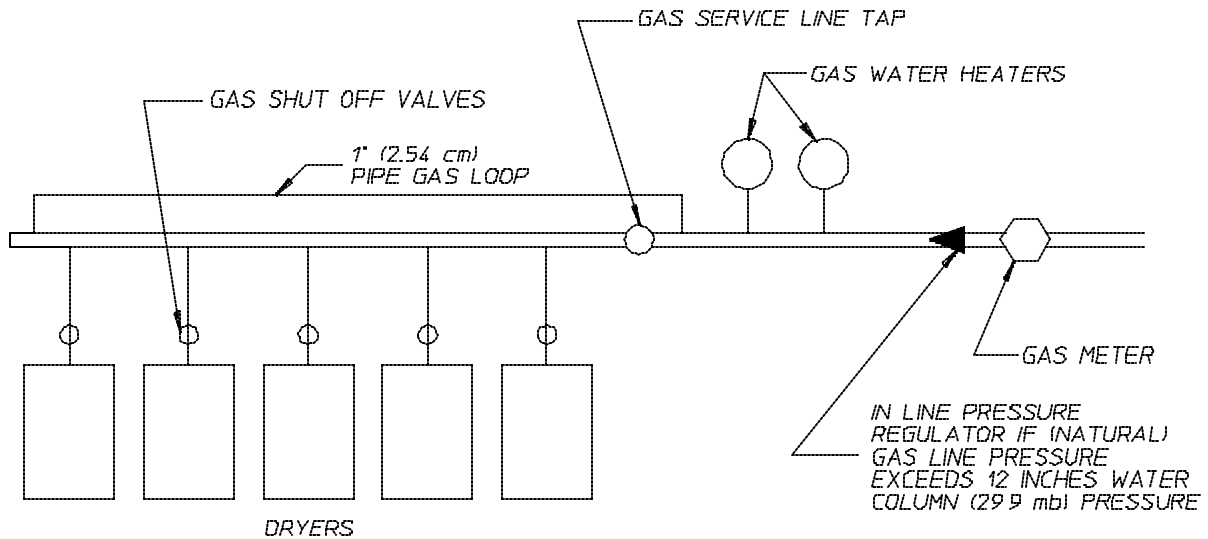 GAS SERVICE LINE TAP
GAS WATER HEATERS
GAS SHUT OFF VALVES
1" (2.54 cm)
PIPE GAS LOOP
GAS METER
IN LINE PRESSURE
REGULATOR IF (NATURAL)
GAS LINE PRESSURE
EXCEEDS 12 INCHES WATER
COLUMN (29.9 mb) PRESSURE
DRYERS